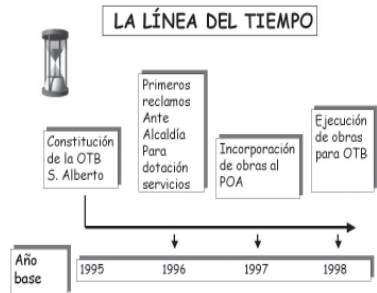 LA LÍNEA DEL TIEMPO
Constitución
de la OTB
S. Alberto
Primeros
reclamos
Ante
Alcaldía
Para
dotación
servicios
Incorporación
de obras al
POA
Ejecución
de obras
para OTB
Año
base
1995 1996 1997 1998